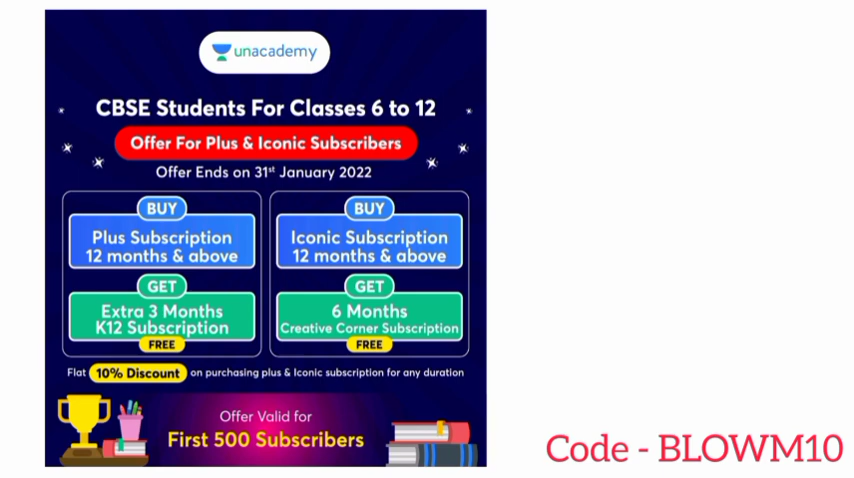 unacademy
CBSE Students For Classes 6 to 12
Offer For Plus & Iconic Subscribers
Offer Ends on 31st January 2022
BUY
Plus Subscription
12 months & above
GET
Extra 3 Months
K12 Subscription
FREE
BUY
Iconic Subscription
12 months & above
GET
6 Months
Creative Corner Subscription
FREE
Flat 10% Discount on purchasing plus & Iconic subscription for any duration
Offer Valid for
First 500 Subscribers
Code - BLOWM10